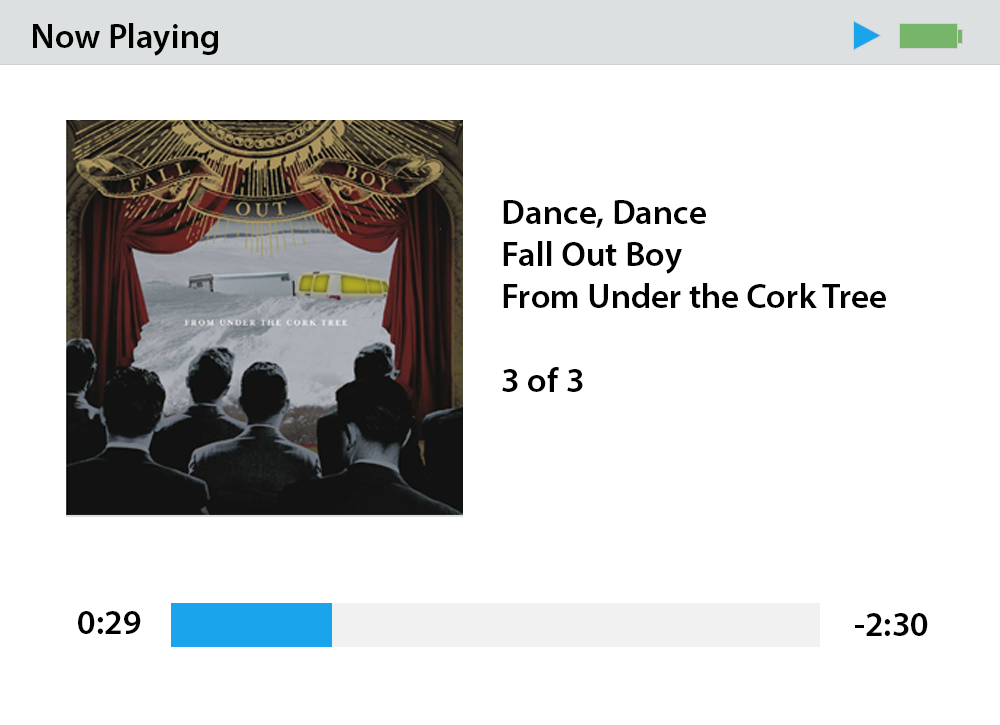 Now Playing
FALL
OUT
BOY
FROM UNDER THE CORK TREE
Dance, Dance
Fall Out Boy
From Under the Cork Tree
3 of 3
0:29
-2:30